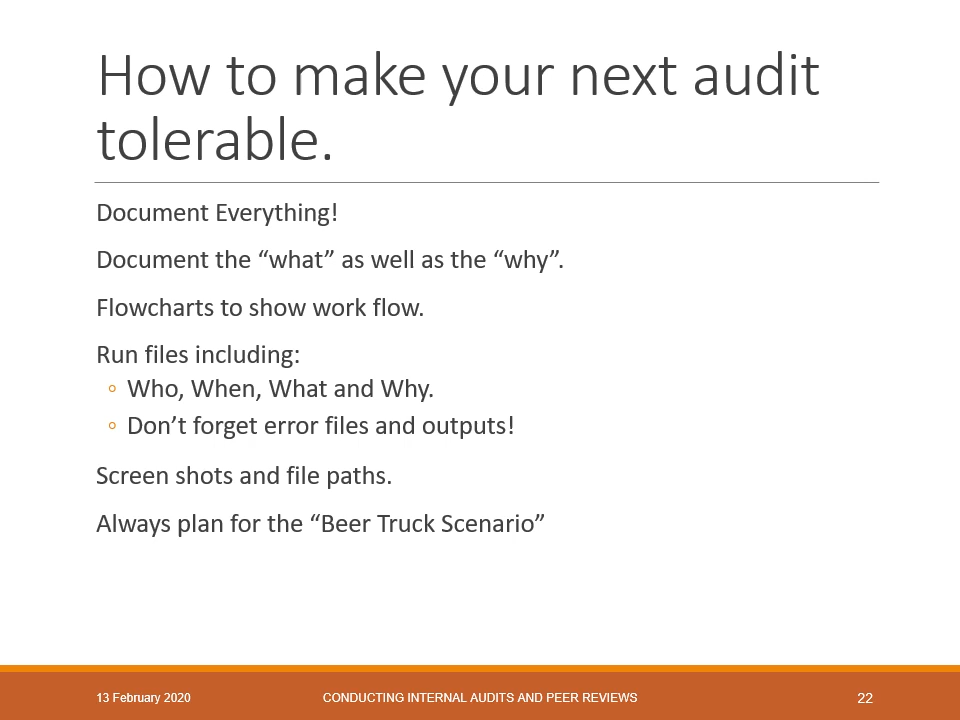 How to make your next audit
tolerable.
Document Everything!
Document the “what” as well as the “why”.
Flowcharts to show work flow.
Run files including:
◦ Who, When, What and Why.
◦ Don’t forget error files and outputs!
Screen shots and file paths.
Always plan for the “Beer Truck Scenario”
13 February 2020
CONDUCTING INTERNAL AUDITS AND PEER REVIEWS
22